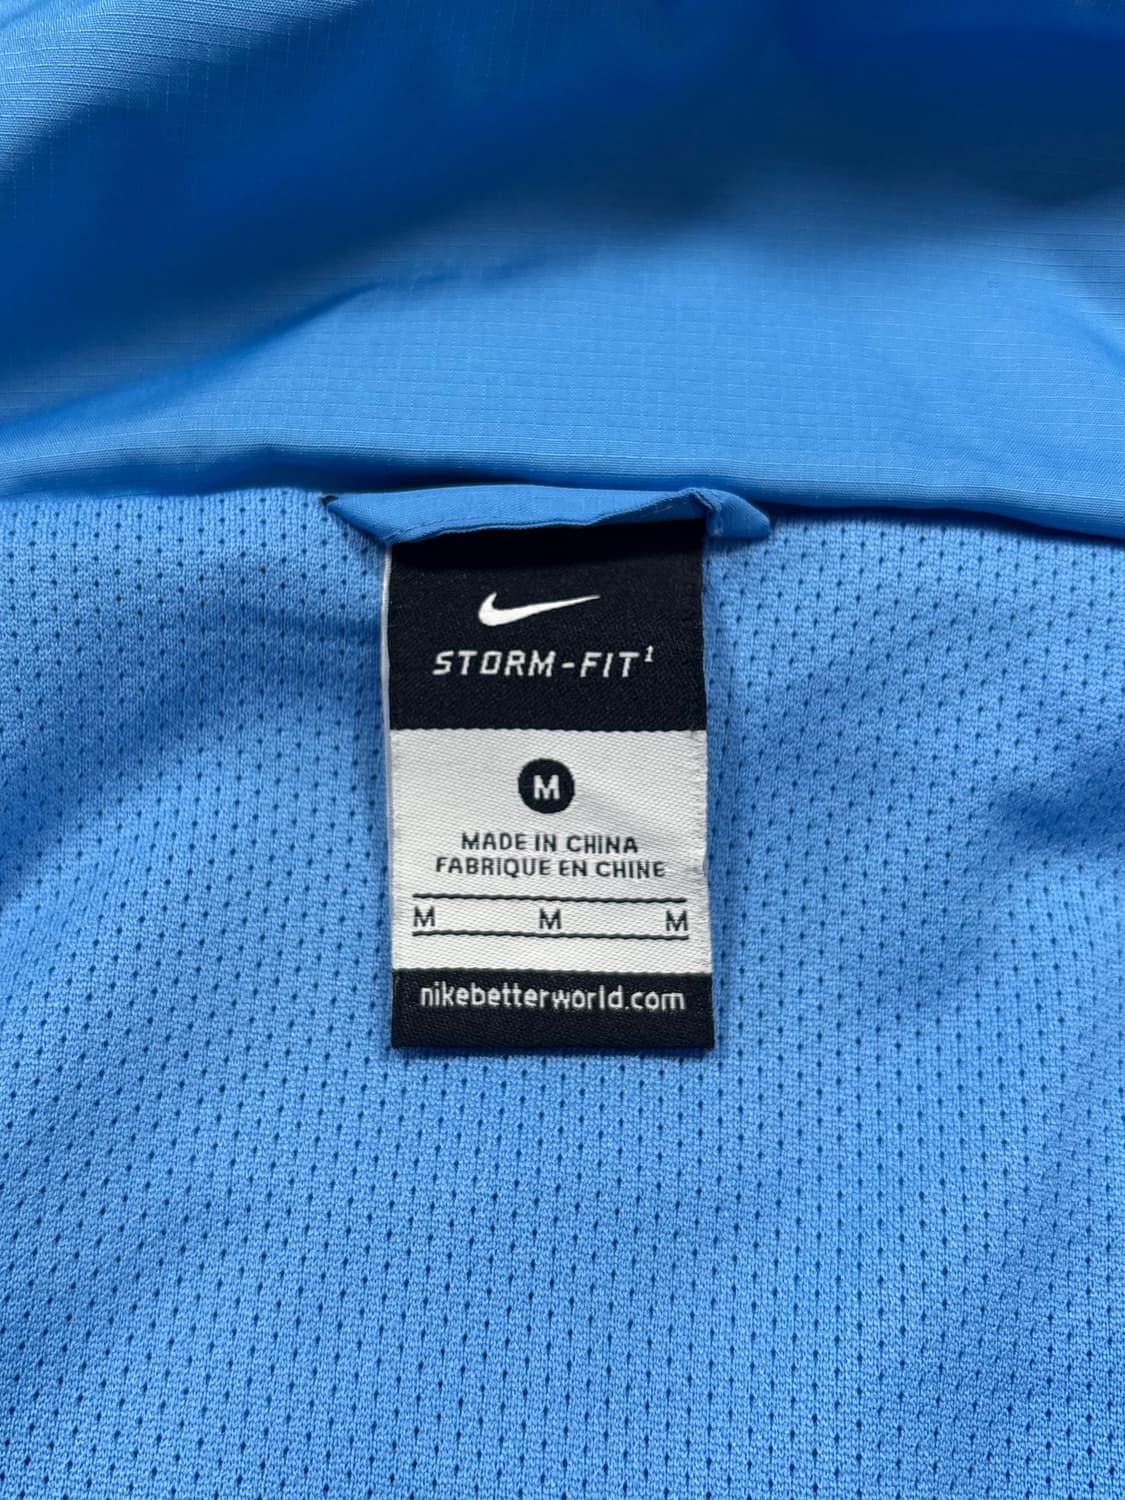 STORM-FIT¹
M
MADE IN CHINA
FABRIQUE EN CHINE
M M M
nikebetterworld.com